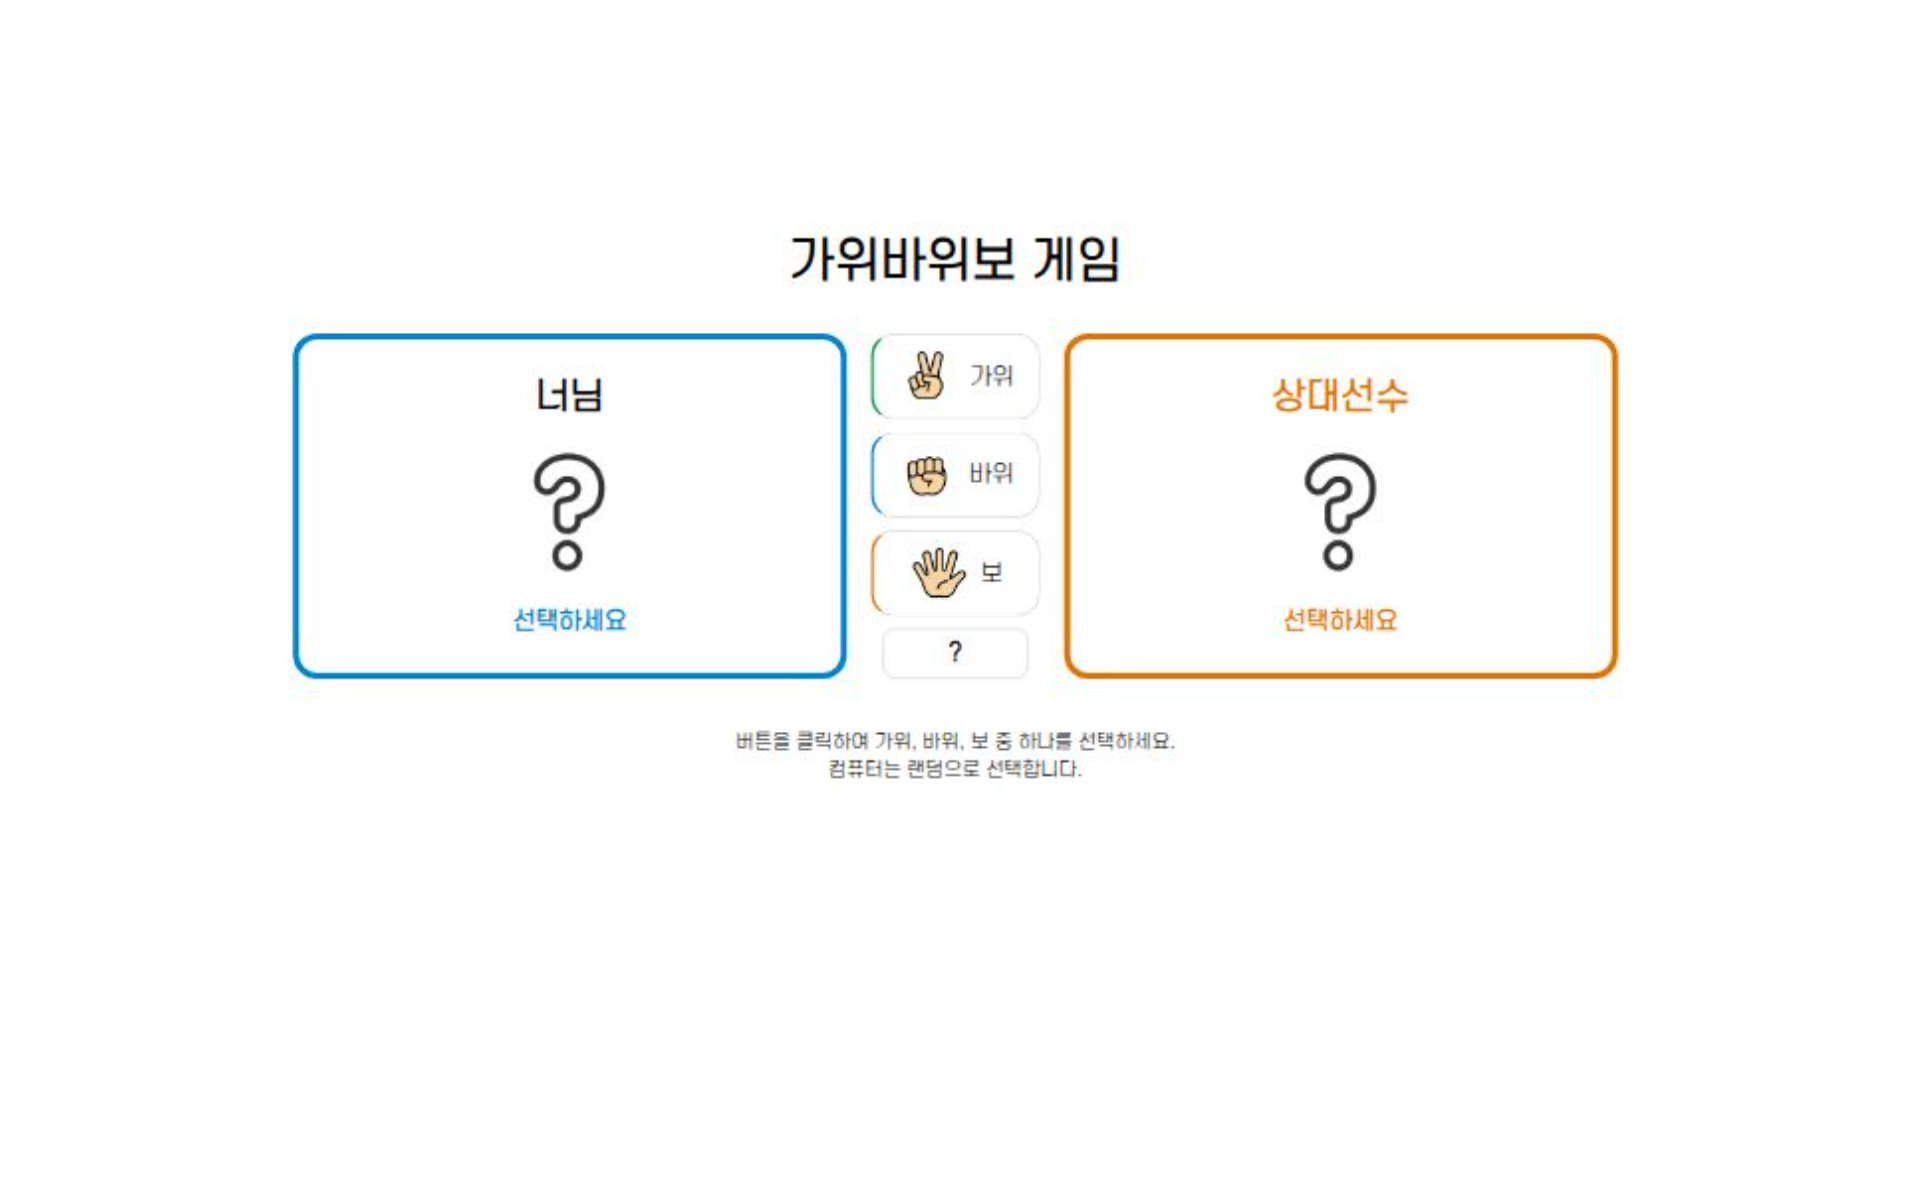 가위바위보 게임
너님
선택하세요
가위
바위
보
?
상대선수
선택하세요
버튼을 클릭하여 가위, 바위, 보 중 하나를 선택하세요.
컴퓨터는 랜덤으로 선택합니다.